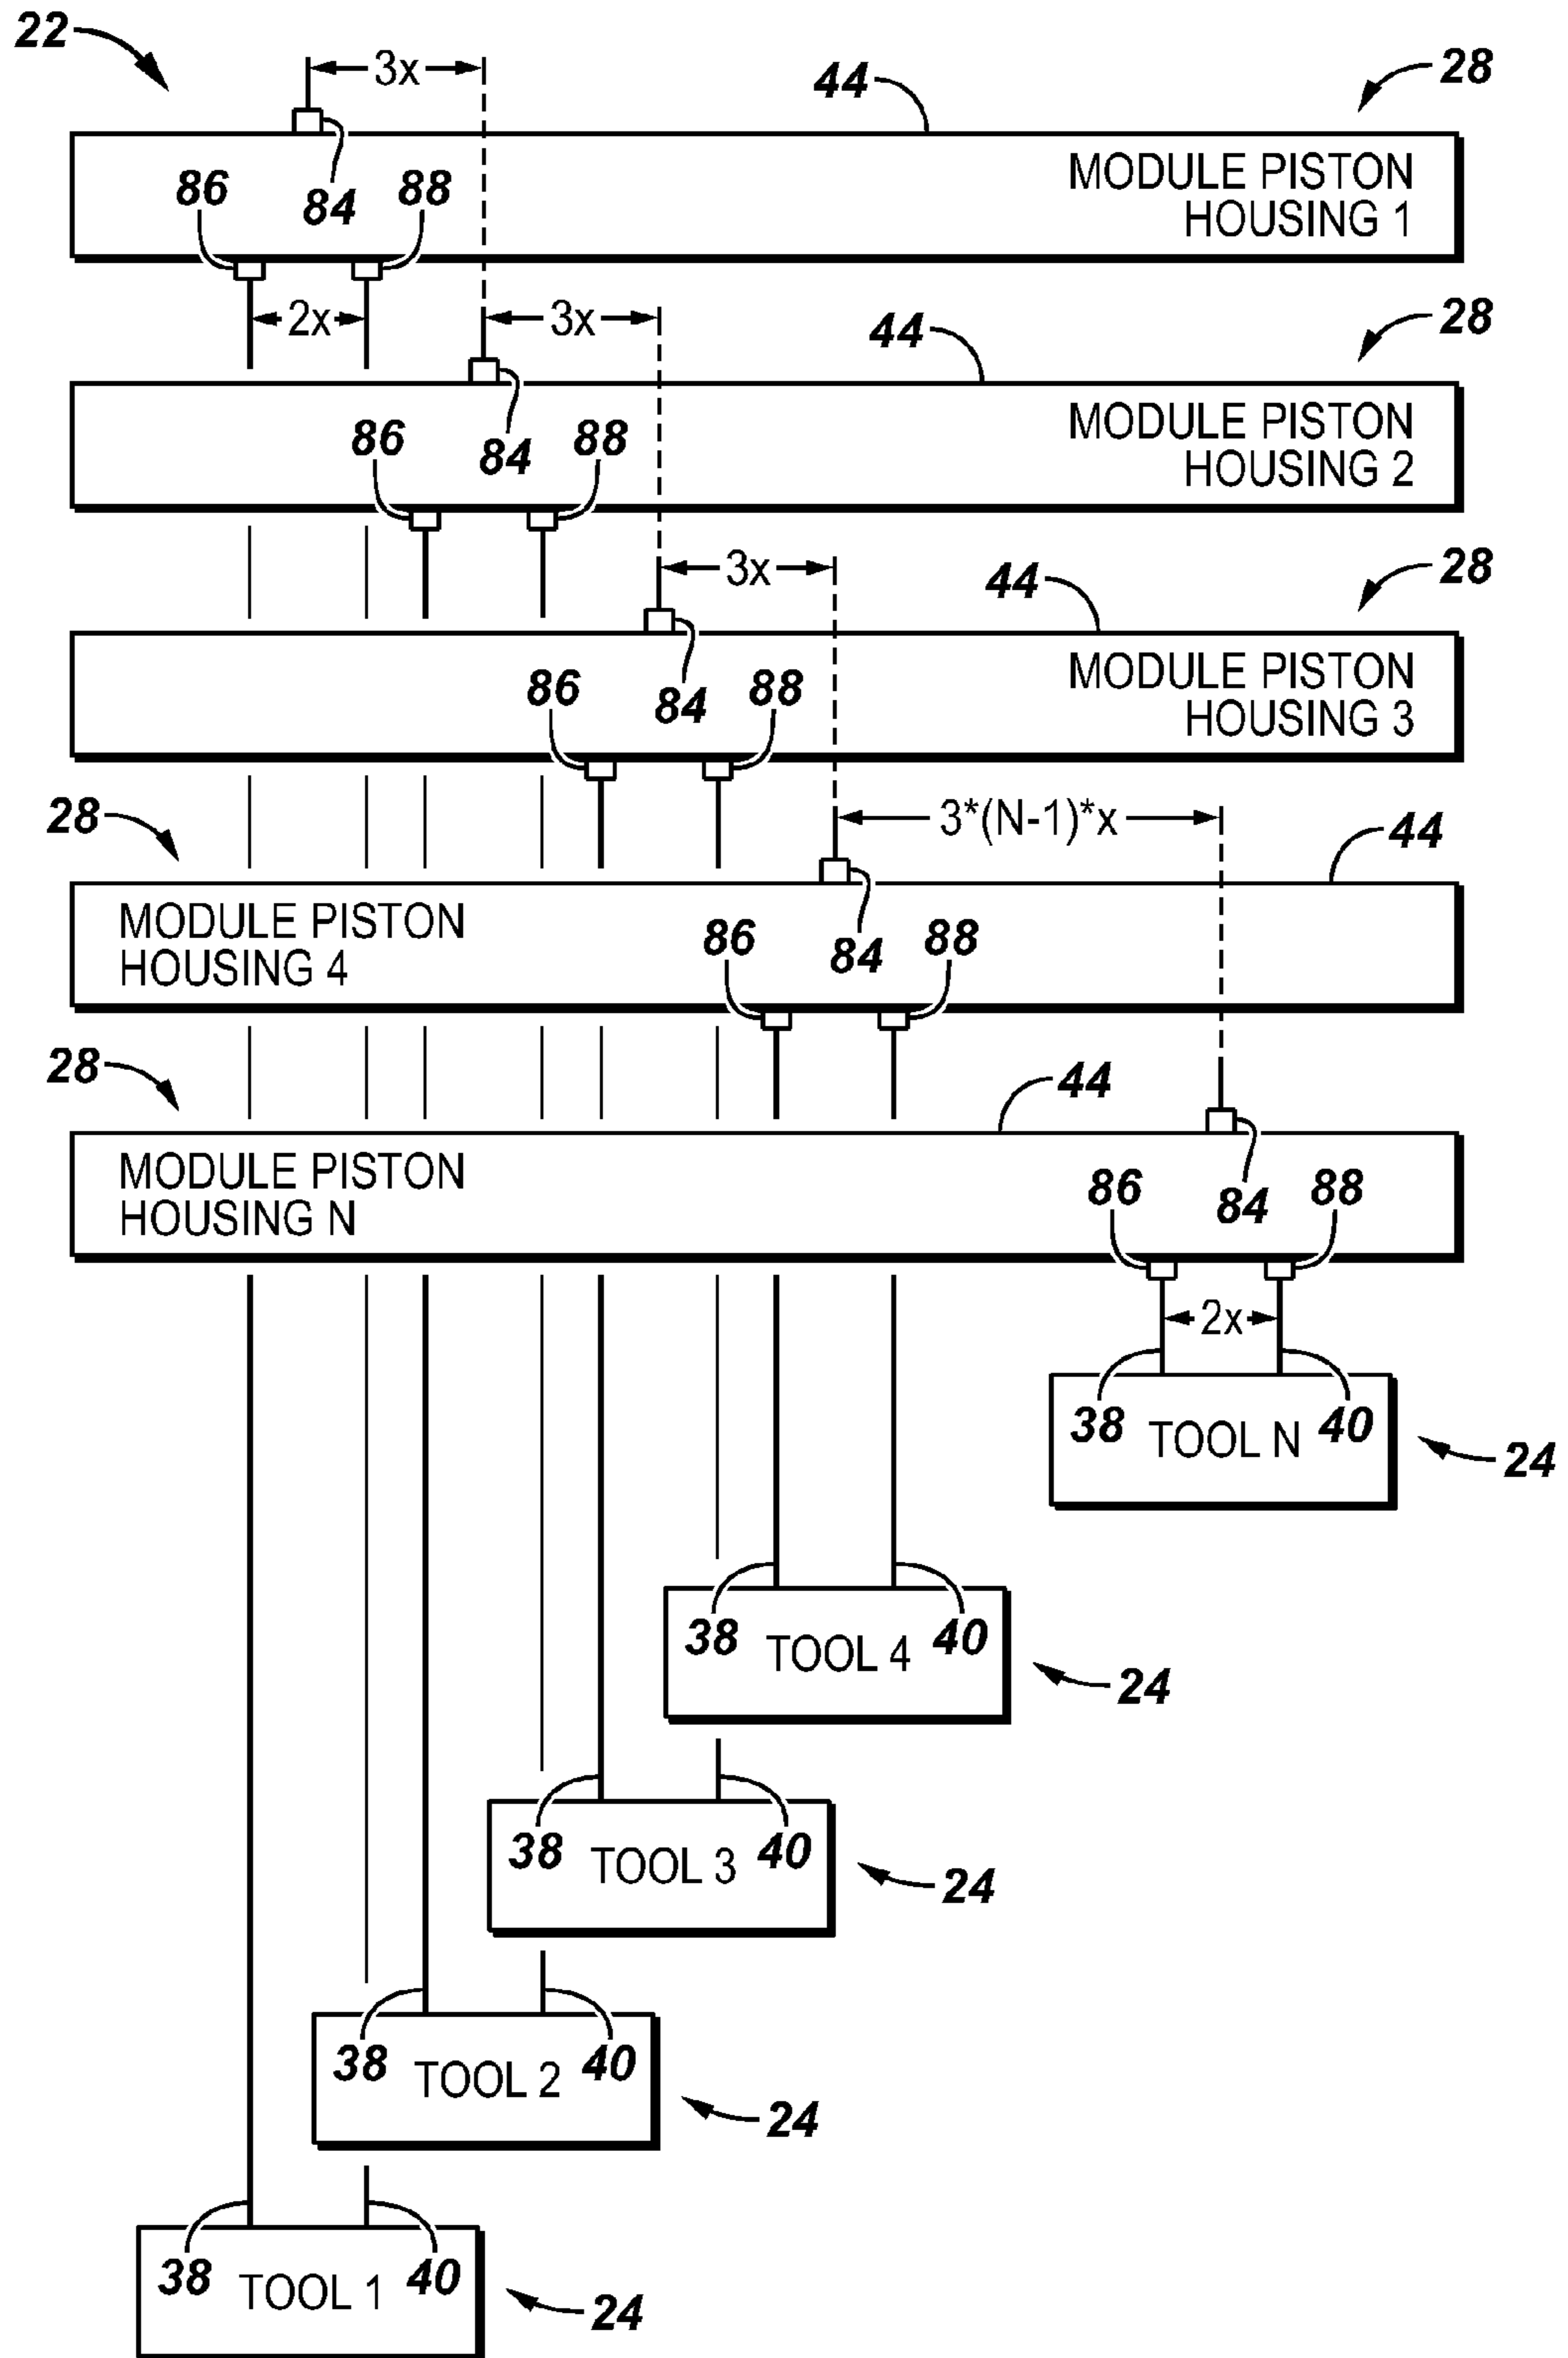 22
3x
44
28
MODULE PISTON
HOUSING 1
86
84
88
2x
3x
44
28
MODULE PISTON
HOUSING 2
86
84
88
3x
44
28
MODULE PISTON
HOUSING 3
86
84
88
28
3*(N-1)*x
44
MODULE PISTON
HOUSING 4
86
84
88
28
44
MODULE PISTON
HOUSING N
86
84
88
2x
38
TOOL N
40
24
38
TOOL 4
40
24
38
TOOL 3
40
24
38
TOOL 2
40
24
38
TOOL 1
40
24